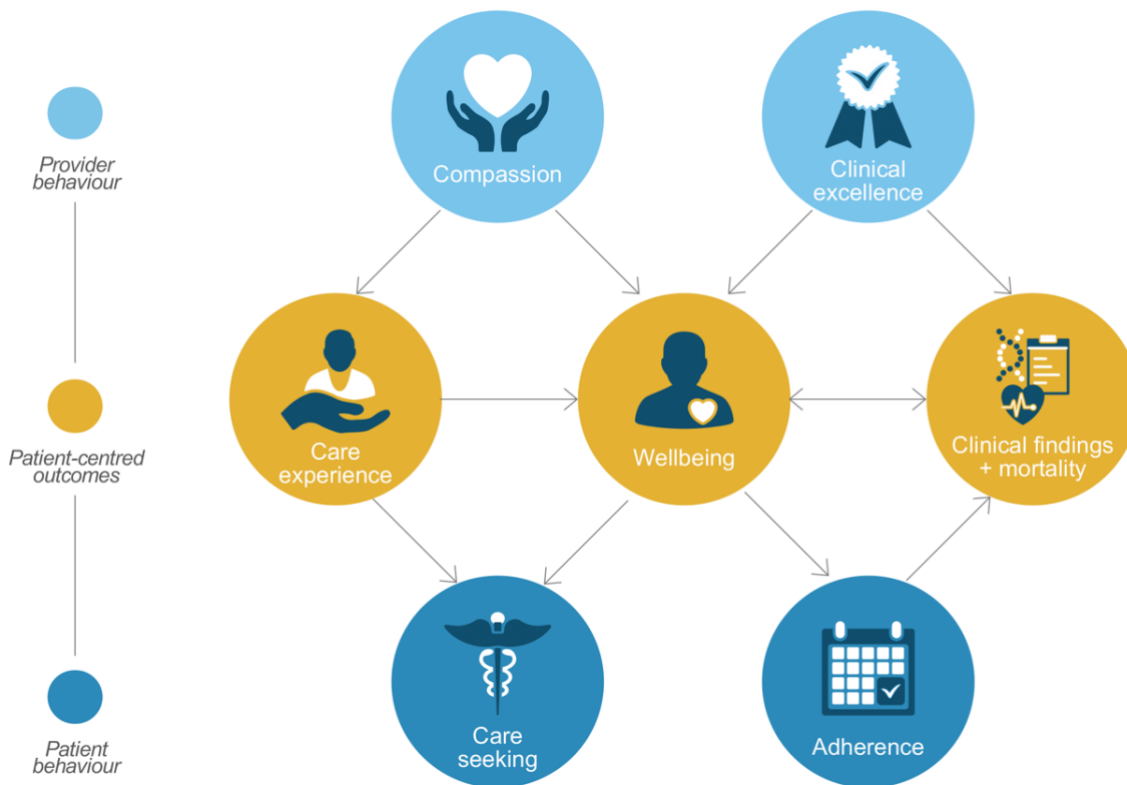 Provider
behaviour
Compassion
Clinical
excellence
Patient-centred
outcomes
Care
experience
Wellbeing
Clinical findings
+ mortality
Patient
behaviour
Care
seeking
Adherence